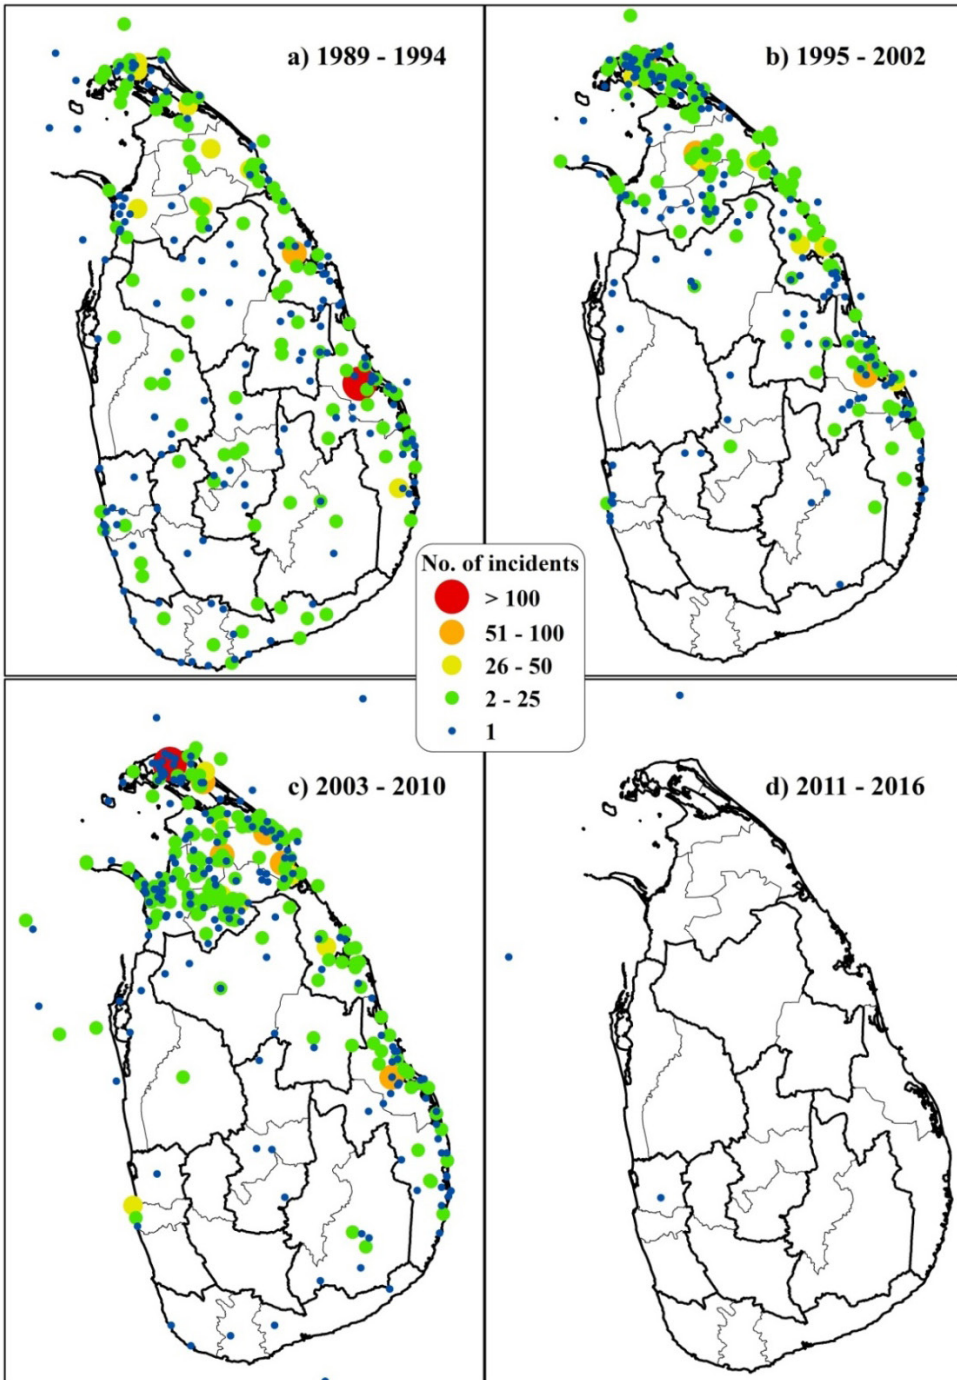 a) 1989 - 1994
b) 1995 - 2002
No. of incidents
> 100
51 - 100
26 - 50
2 - 25
1
c) 2003 - 2010
d) 2011 - 2016